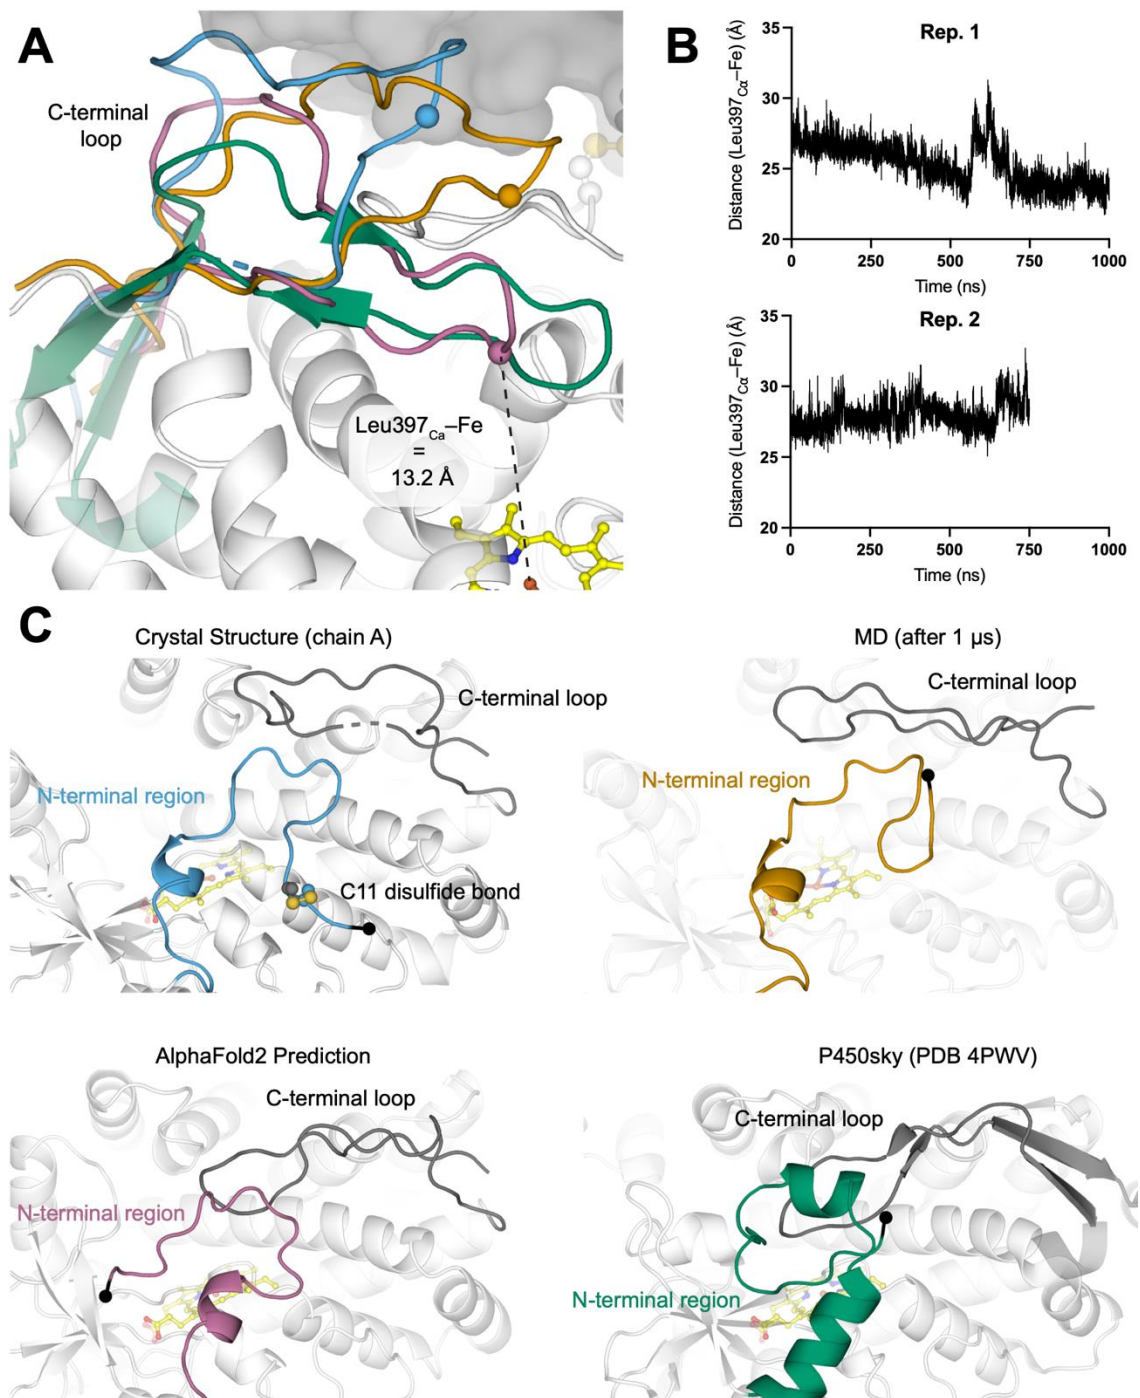 A
C-terminal
loop
Leu397Ca–Fe
=
13.2 Å
B
Rep. 1
Distance (Leu397Cα–Fe) (Å)
35
30
25
20
0 250 500 750 1000
Time (ns)
Rep. 2
Distance (Leu397Cα–Fe) (Å)
35
30
25
20
0 250 500 750 1000
Time (ns)
C
Crystal Structure (chain A)
C-terminal loop
N-terminal region
C11 disulfide bond
MD (after 1 µs)
C-terminal loop
N-terminal region
AlphaFold2 Prediction
C-terminal loop
N-terminal region
P450sky (PDB 4PWV)
C-terminal loop
N-terminal region